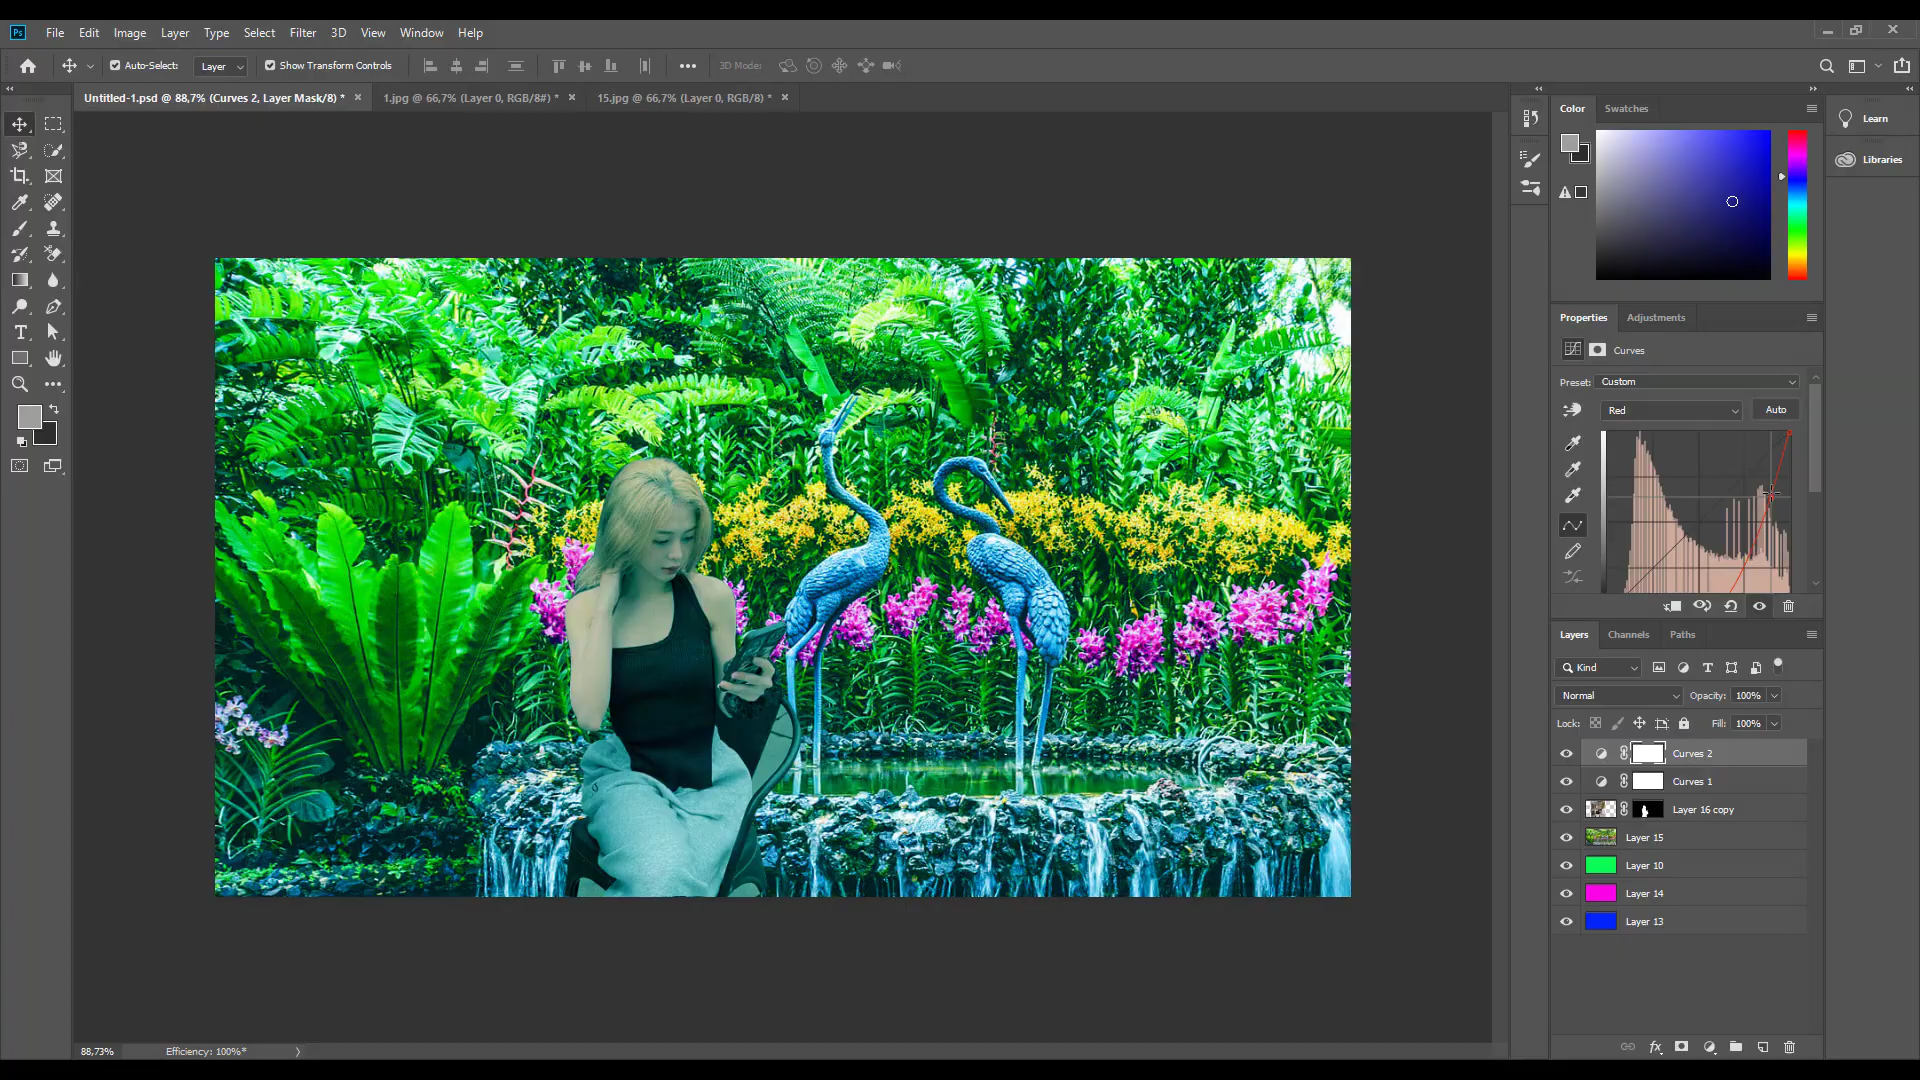 Ps File Edit Image Layer Type Select Filter 3D View Window Help
Auto-Select: Layer Show Transform Controls 3D Mode:
Untitled-1.psd @ 88,7% (Curves 2, Layer Mask/8) * 1.jpg @ 66,7% (Layer 0, RGB/8#) * 15.jpg @ 66,7% (Layer 0, RGB/8) *
Color Swatches
Learn
Libraries
Properties Adjustments
Curves
Preset: Custom
Red Auto
Layers Channels Paths
Kind
Normal Opacity: 100%
Lock: Fill: 100%
Curves 2
Curves 1
Layer 16 copy
Layer 15
Layer 10
Layer 14
Layer 13
88,73% Efficiency: 100%*